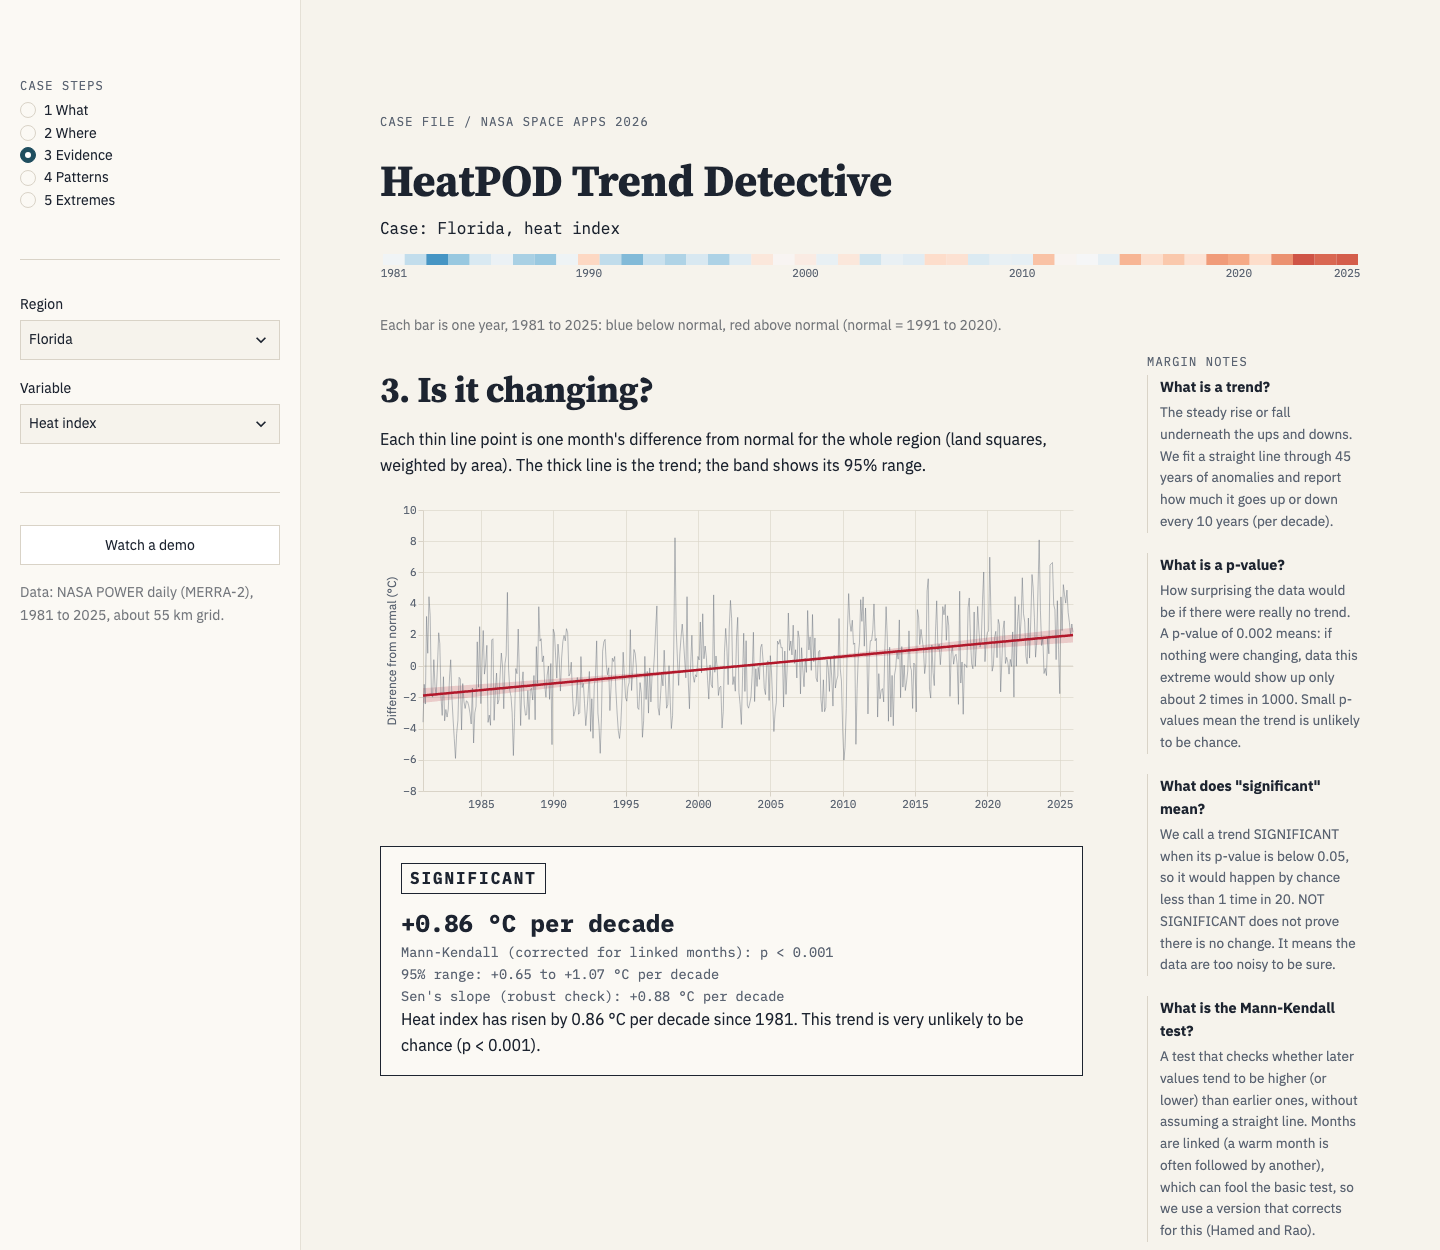 CASE STEPS
1 What
2 Where
3 Evidence
4 Patterns
5 Extremes
Region
Florida
Variable
Heat index
Watch a demo
Data: NASA POWER daily (MERRA-2),
1981 to 2025, about 55 km grid.
CASE FILE / NASA SPACE APPS 2026
HeatPOD Trend Detective
Case: Florida, heat index
1981 1990 2000 2010 2020 2025
Each bar is one year, 1981 to 2025: blue below normal, red above normal (normal = 1991 to 2020).
3. Is it changing?
Each thin line point is one month's difference from normal for the whole region (land squares,
weighted by area). The thick line is the trend; the band shows its 95% range.
Difference from normal (°C)
10
8
6
4
2
0
−2
−4
−6
−8
1985 1990 1995 2000 2005 2010 2015 2020 2025
SIGNIFICANT
+0.86 °C per decade
Mann-Kendall (corrected for linked months): p < 0.001
95% range: +0.65 to +1.07 °C per decade
Sen's slope (robust check): +0.88 °C per decade
Heat index has risen by 0.86 °C per decade since 1981. This trend is very unlikely to be
chance (p < 0.001).
MARGIN NOTES
What is a trend?
The steady rise or fall
underneath the ups and downs.
We fit a straight line through 45
years of anomalies and report
how much it goes up or down
every 10 years (per decade).
What is a p-value?
How surprising the data would
be if there were really no trend.
A p-value of 0.002 means: if
nothing were changing, data this
extreme would show up only
about 2 times in 1000. Small p-
values mean the trend is unlikely
to be chance.
What does "significant"
mean?
We call a trend SIGNIFICANT
when its p-value is below 0.05,
so it would happen by chance
less than 1 time in 20. NOT
SIGNIFICANT does not prove
there is no change. It means the
data are too noisy to be sure.
What is the Mann-Kendall
test?
A test that checks whether later
values tend to be higher (or
lower) than earlier ones, without
assuming a straight line. Months
are linked (a warm month is
often followed by another),
which can fool the basic test, so
we use a version that corrects
for this (Hamed and Rao).